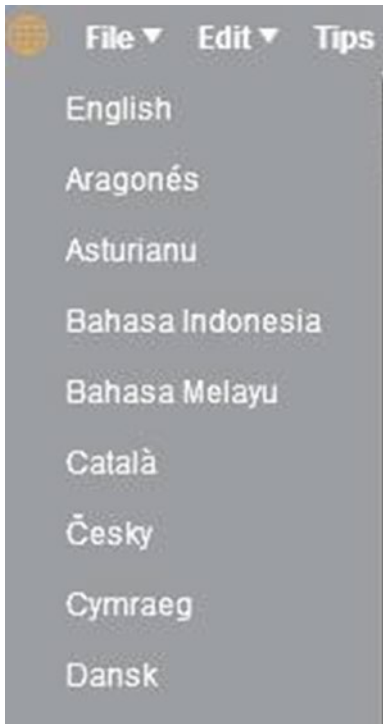 File ▼ Edit ▼ Tips
English
Aragonés
Asturianu
Bahasa Indonesia
Bahasa Melayu
Català
Česky
Cymraeg
Dansk